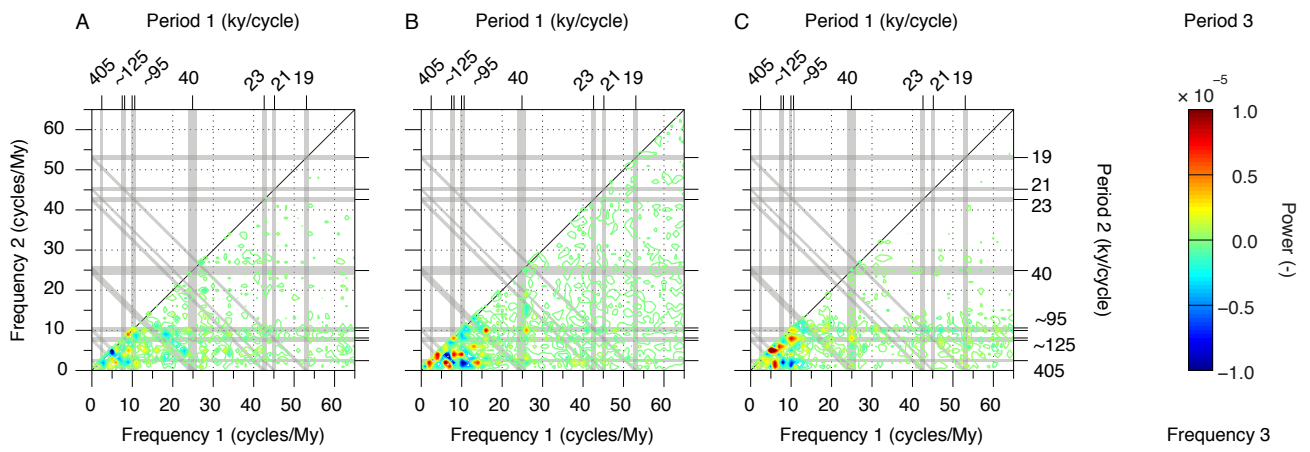 A Period 1 (ky/cycle) B Period 1 (ky/cycle) C Period 1 (ky/cycle) Period 3
405 ~125 ~95 40 23 21 19 405 ~125 ~95 40 23 21 19 405 ~125 ~95 40 23 21 19
× 10 -5
Frequency 2 (cycles/My)
60
50
40
30
20
10
0
19
21
23
40
~95
~125
405
Period 2 (ky/cycle)
1.0
0.5
0.0
−0.5
−1.0
Power (-)
0 10 20 30 40 50 60 0 10 20 30 40 50 60 0 10 20 30 40 50 60
Frequency 1 (cycles/My) Frequency 1 (cycles/My) Frequency 1 (cycles/My) Frequency 3